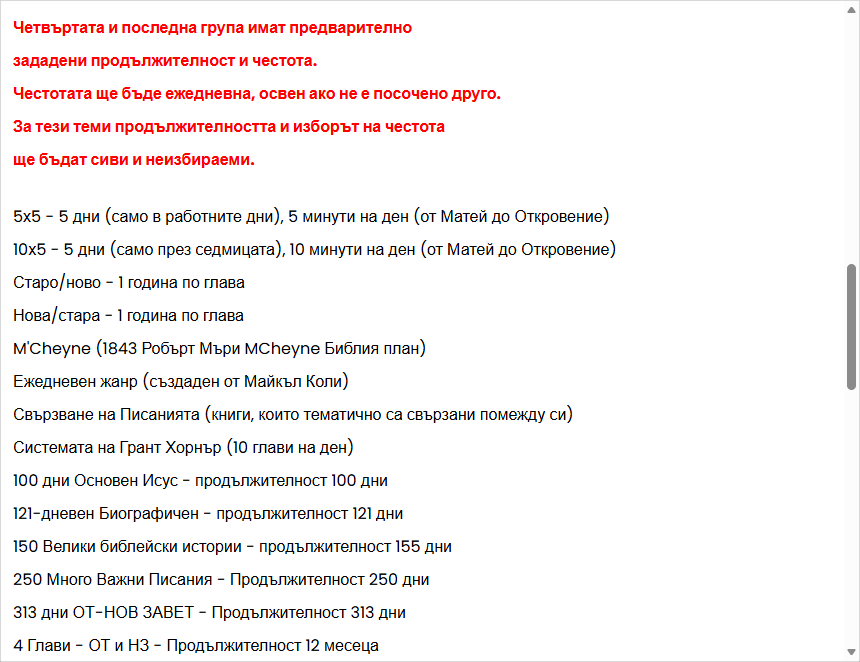 Четвъртата и последна група имат предварително
зададени продължителност и честота.
Честотата ще бъде ежедневна, освен ако не е посочено друго.
За тези теми продължителността и изборът на честота
ще бъдат сиви и неизбираеми.
5x5 - 5 дни (само в работните дни), 5 минути на ден (от Матей до Откровение)
10x5 - 5 дни (само през седмицата), 10 минути на ден (от Матей до Откровение)
Старо/ново - 1 година по глава
Нова/стара - 1 година по глава
M'Cheyne (1843 Робърт Мъри MCheyne Библия план)
Ежедневен жанр (създаден от Майкъл Коли)
Свързване на Писанията (книги, които тематично са свързани помежду си)
Системата на Грант Хорнър (10 глави на ден)
100 дни Основен Исус - продължителност 100 дни
121-дневен Биографичен - продължителност 121 дни
150 Велики библейски истории - продължителност 155 дни
250 Много Важни Писания - Продължителност 250 дни
313 дни ОТ-НОВ ЗАВЕТ - Продължителност 313 дни
4 Глави - ОТ и НЗ - Продължителност 12 месеца